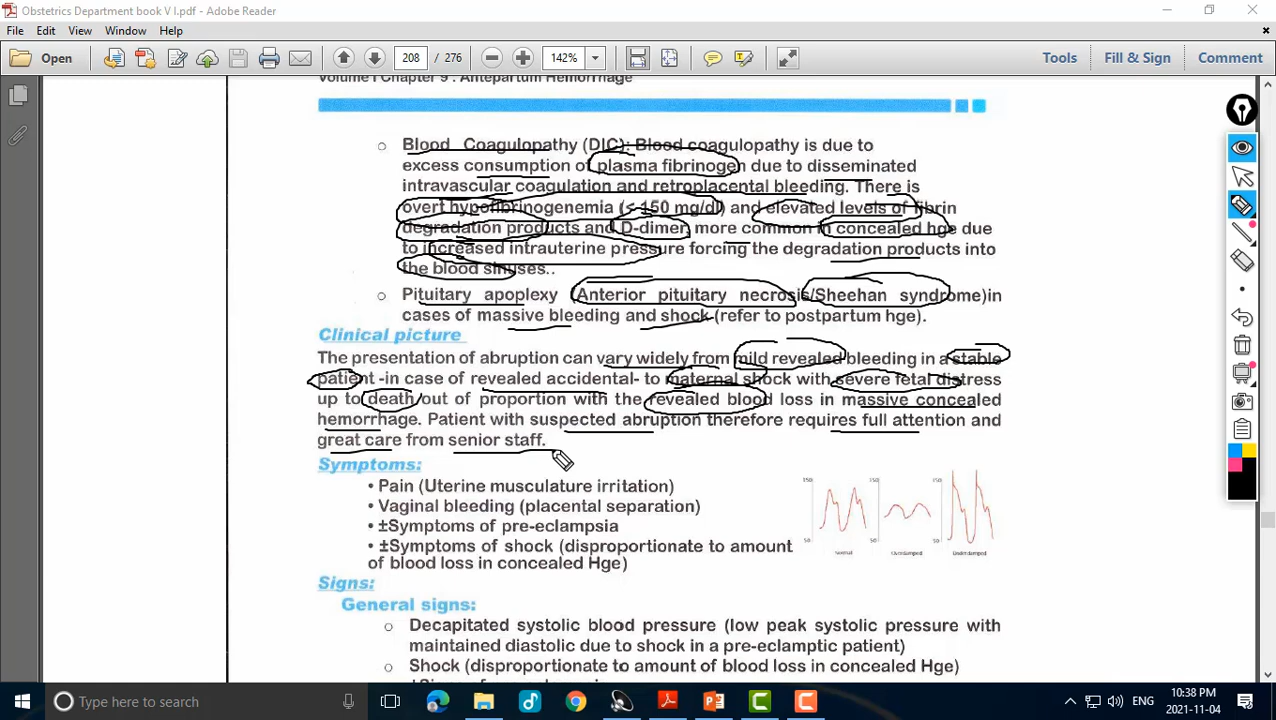 Obstetrics Department book V I.pdf - Adobe Reader
File Edit View Window Help
Open 208 / 276 142% Tools Fill & Sign Comment
Volume I Chapter 9 : Antepartum Hemorrhage
○ Blood Coagulopathy (DIC): Blood coagulopathy is due to
excess consumption of plasma fibrinogen due to disseminated
intravascular coagulation and retroplacental bleeding. There is
overt hypofibrinogenemia (< 150 mg/dl) and elevated levels of fibrin
degradation products and D-dimer, more common in concealed hge due
to increased intrauterine pressure forcing the degradation products into
the blood sinuses..
○ Pituitary apoplexy (Anterior pituitary necrosis/Sheehan syndrome)in
cases of massive bleeding and shock (refer to postpartum hge).
Clinical picture
The presentation of abruption can vary widely from mild revealed bleeding in a stable
patient -in case of revealed accidental- to maternal shock with severe fetal distress
up to death out of proportion with the revealed blood loss in massive concealed
hemorrhage. Patient with suspected abruption therefore requires full attention and
great care from senior staff.
Symptoms:
• Pain (Uterine musculature irritation)
• Vaginal bleeding (placental separation)
• ±Symptoms of pre-eclampsia
• ±Symptoms of shock (disproportionate to amount
of blood loss in concealed Hge)
150 50 Normal
50 Overdamped
50 Underdamped
Signs:
General signs:
○ Decapitated systolic blood pressure (low peak systolic pressure with
maintained diastolic due to shock in a pre-eclamptic patient)
○ Shock (disproportionate to amount of blood loss in concealed Hge)
Type here to search
ENG
10:38 PM
2021-11-04